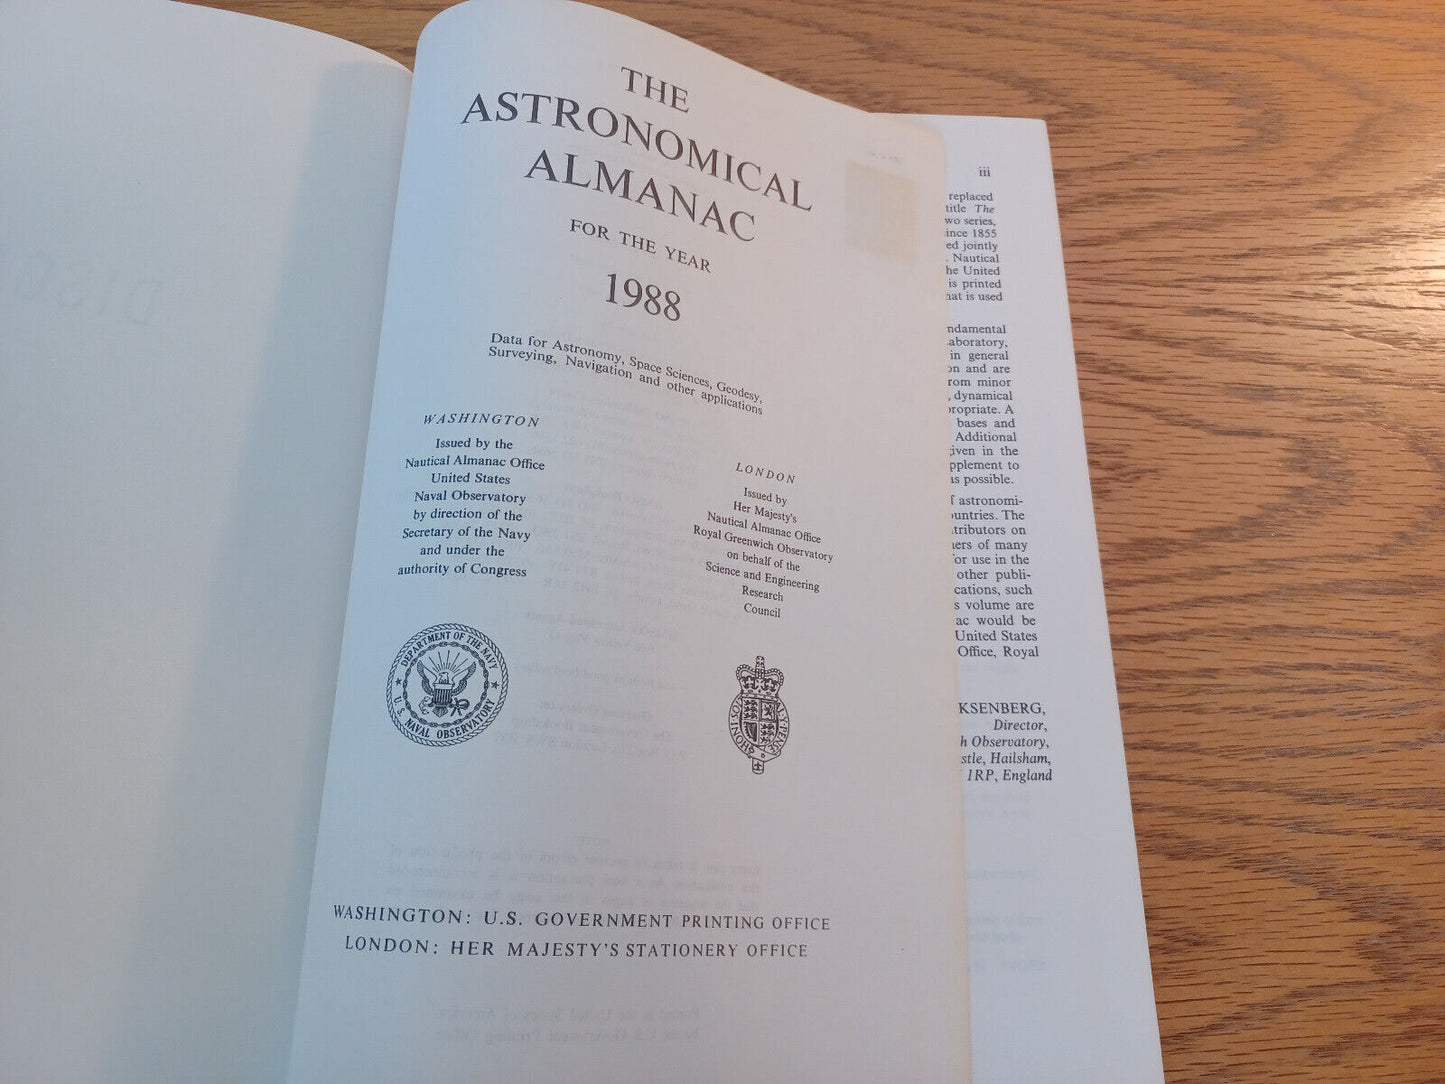 THE
ASTRONOMICAL
ALMANAC
FOR THE YEAR
1988
Data for Astronomy, Space Sciences, Geodesy,
Surveying, Navigation and other applications
WASHINGTON
Issued by the
Nautical Almanac Office
United States
Naval Observatory
by direction of the
Secretary of the Navy
and under the
authority of Congress
LONDON
Issued by
Her Majesty's
Nautical Almanac Office
Royal Greenwich Observatory
on behalf of the
Science and Engineering
Research
Council
DEPARTMENT OF THE NAVY
U.S. NAVAL OBSERVATORY
WASHINGTON: U.S. GOVERNMENT PRINTING OFFICE
LONDON: HER MAJESTY'S STATIONERY OFFICE
iii
replaced
title The
two series,
since 1855
ed jointly
. Nautical
he United
is printed
hat is used
ndamental
aboratory,
in general
on and are
rom minor
, dynamical
propriate. A
bases and
Additional
given in the
pplement to
as possible.
f astronomi-
ountries. The
tributors on
ners of many
for use in the
other publi-
cations, such
s volume are
ac would be
United States
Office, Royal
KSENBERG,
Director,
h Observatory,
stle, Hailsham,
1RP, England